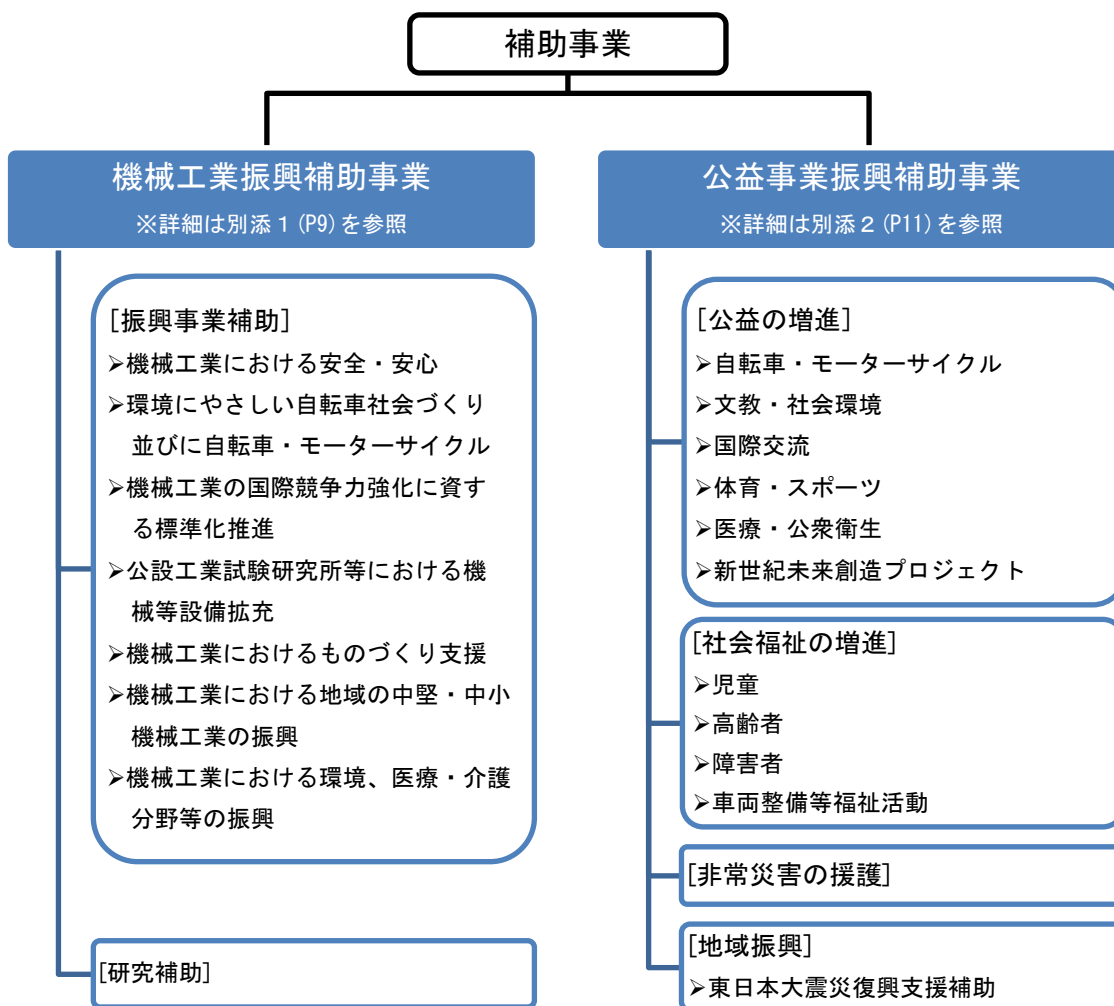 補助事業
機械工業振興補助事業
※詳細は別添１(P9)を参照
[振興事業補助]
➢機械工業における安全・安心
➢環境にやさしい自転車社会づくり
並びに自転車・モーターサイクル
➢機械工業の国際競争力強化に資す
る標準化推進
➢公設工業試験研究所等における機
械等設備拡充
➢機械工業におけるものづくり支援
➢機械工業における地域の中堅・中小
機械工業の振興
➢機械工業における環境、医療・介護
分野等の振興
[研究補助]
公益事業振興補助事業
※詳細は別添２(P11)を参照
[公益の増進]
➢自転車・モーターサイクル
➢文教・社会環境
➢国際交流
➢体育・スポーツ
➢医療・公衆衛生
➢新世紀未来創造プロジェクト
[社会福祉の増進]
➢児童
➢高齢者
➢障害者
➢車両整備等福祉活動
[非常災害の援護]
[地域振興]
➢東日本大震災復興支援補助